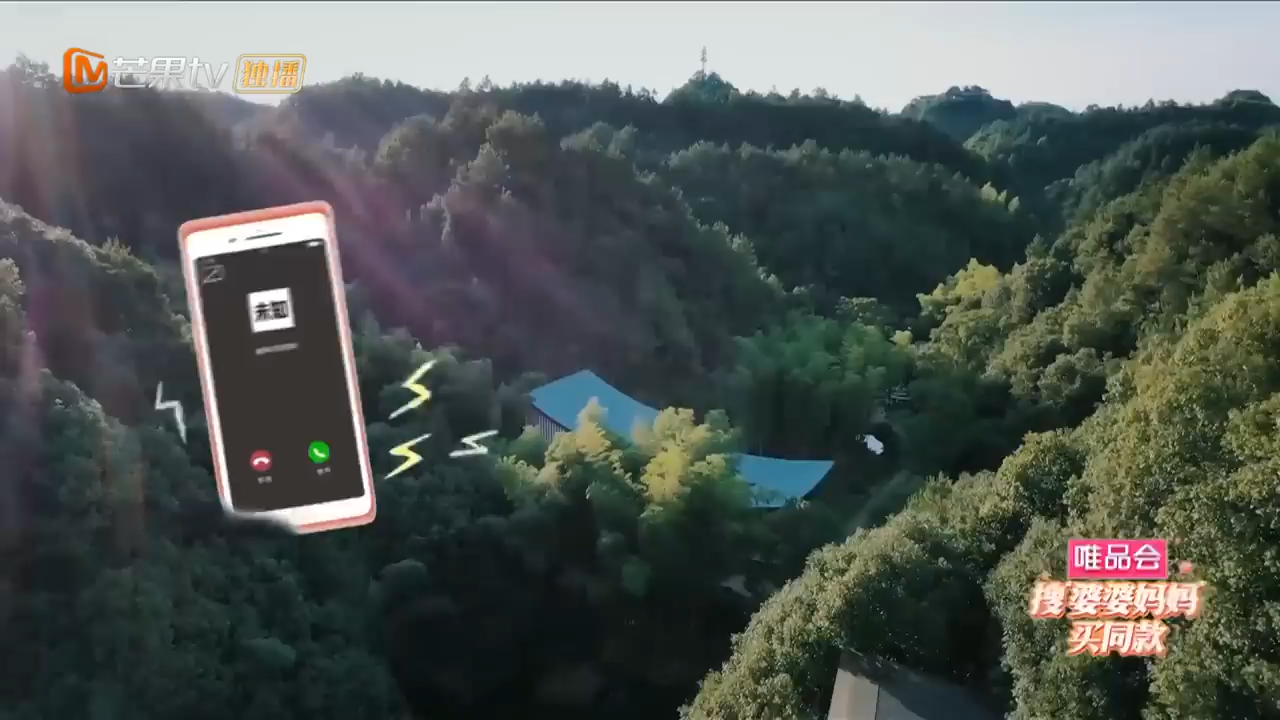 芒果tv 独播
未知
唯品会
搜 婆婆妈妈
买同款